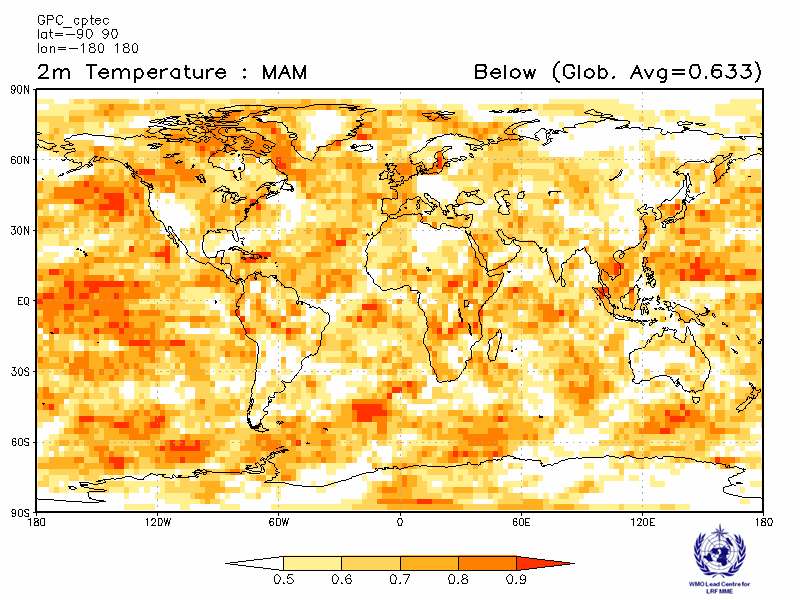 GPC_cptec
lat=-90 90
lon=-180 180
2m Temperature : MAM
Below (Glob. Avg=0.633)
90N
60N
30N
EQ
30S
60S
90S
180 120W 60W 0 60E 120E 180
0.5 0.6 0.7 0.8 0.9
WMO Lead Centre for
LRF MME